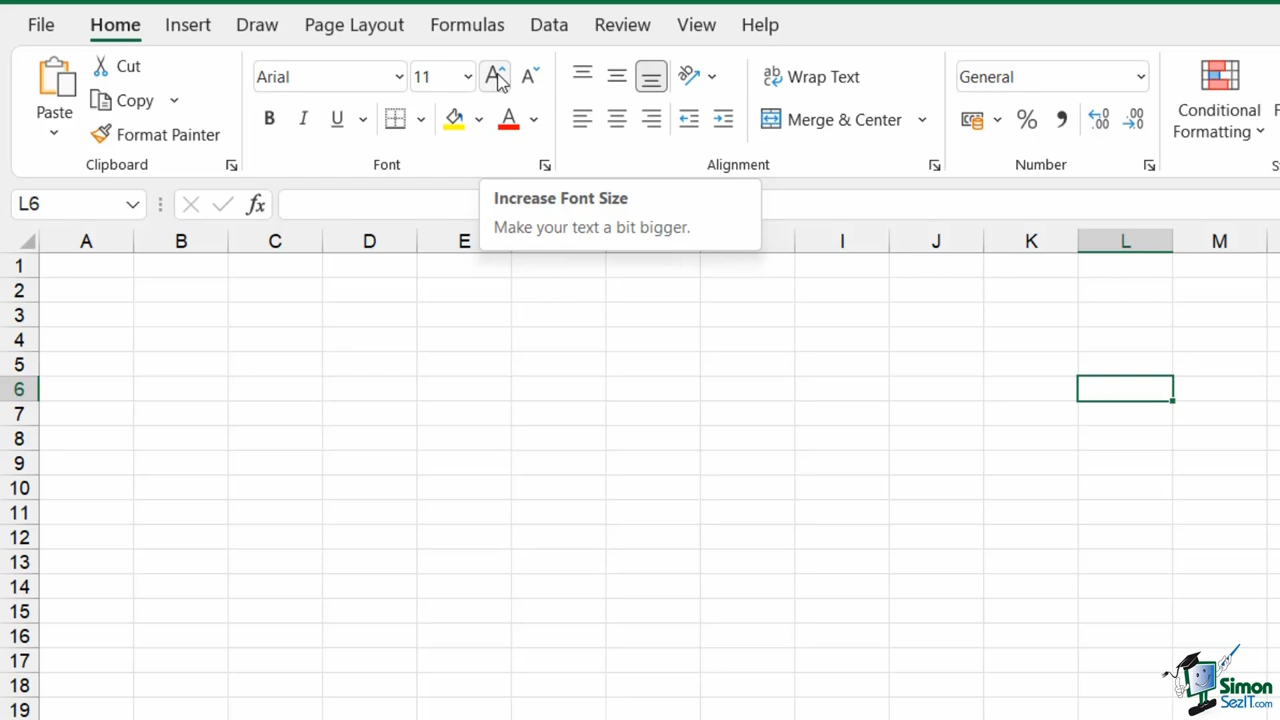 File Home Insert Draw Page Layout Formulas Data Review View Help
Paste
Cut
Copy
Format Painter
Clipboard
Arial 11
B I U
Font
Increase Font Size
Make your text a bit bigger.
ab Wrap Text
Merge & Center
Alignment
General
%
Number
Conditional
Formatting
L6
fx
A B C D E I J K L M
1
2
3
4
5
6
7
8
9
10
11
12
13
14
15
16
17
18
19
Simon
SezIT.com